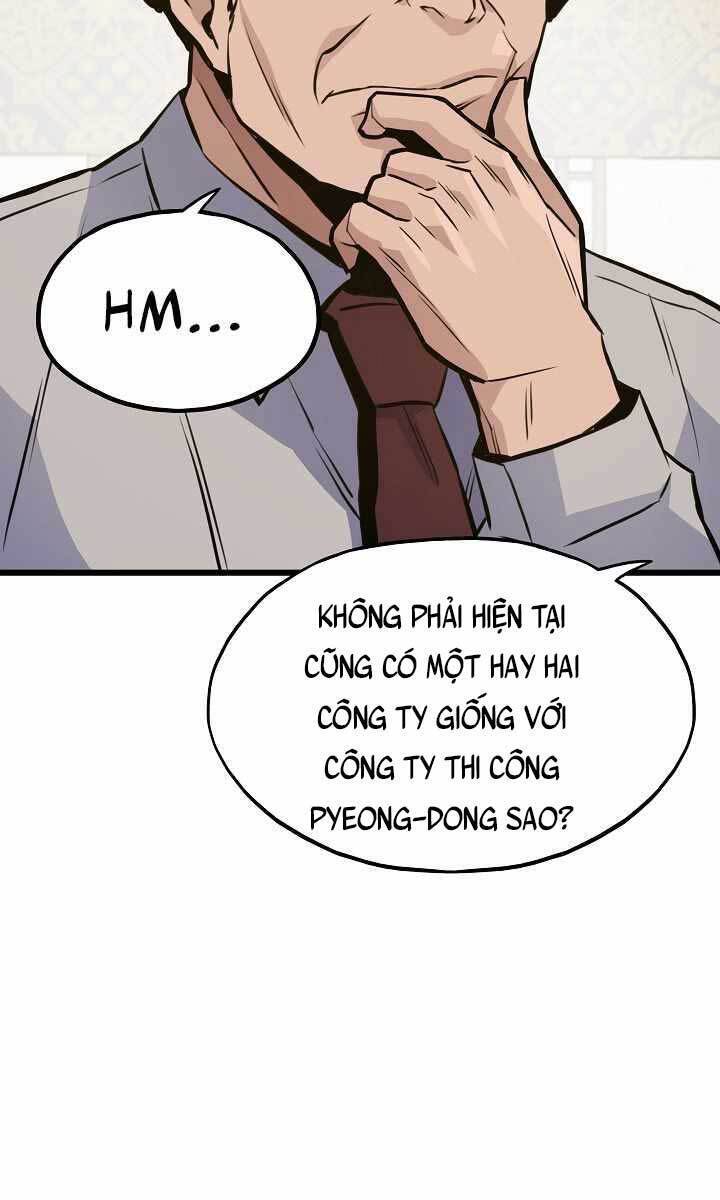 HM...
KHÔNG PHẢI HIỆN TẠI
CŨNG CÓ MỘT HAY HAI
CÔNG TY GIỐNG VỚI
CÔNG TY THI CÔNG
PYEONG-DONG SAO?